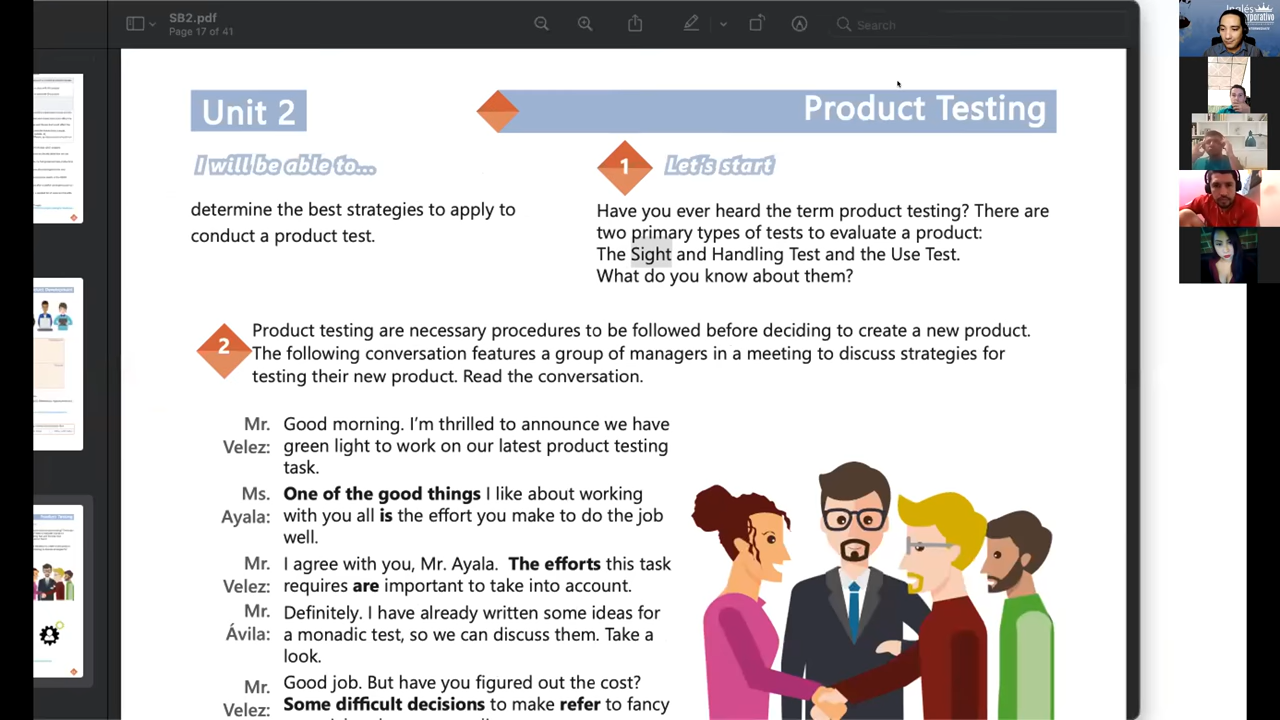 SB2.pdf
Page 17 of 41
Search
Inglés
Unit 2
Product Testing
I will be able to...
determine the best strategies to apply to
conduct a product test.
1
Let's start
Have you ever heard the term product testing? There are
two primary types of tests to evaluate a product:
The Sight and Handling Test and the Use Test.
What do you know about them?
2
Product testing are necessary procedures to be followed before deciding to create a new product.
The following conversation features a group of managers in a meeting to discuss strategies for
testing their new product. Read the conversation.
Mr. Good morning. I'm thrilled to announce we have
Velez: green light to work on our latest product testing
task.
Ms. One of the good things I like about working
Ayala: with you all is the effort you make to do the job
well.
Mr. I agree with you, Mr. Ayala. The efforts this task
Velez: requires are important to take into account.
Mr. Definitely. I have already written some ideas for
Ávila: a monadic test, so we can discuss them. Take a
look.
Mr. Good job. But have you figured out the cost?
Velez: Some difficult decisions to make refer to fancy